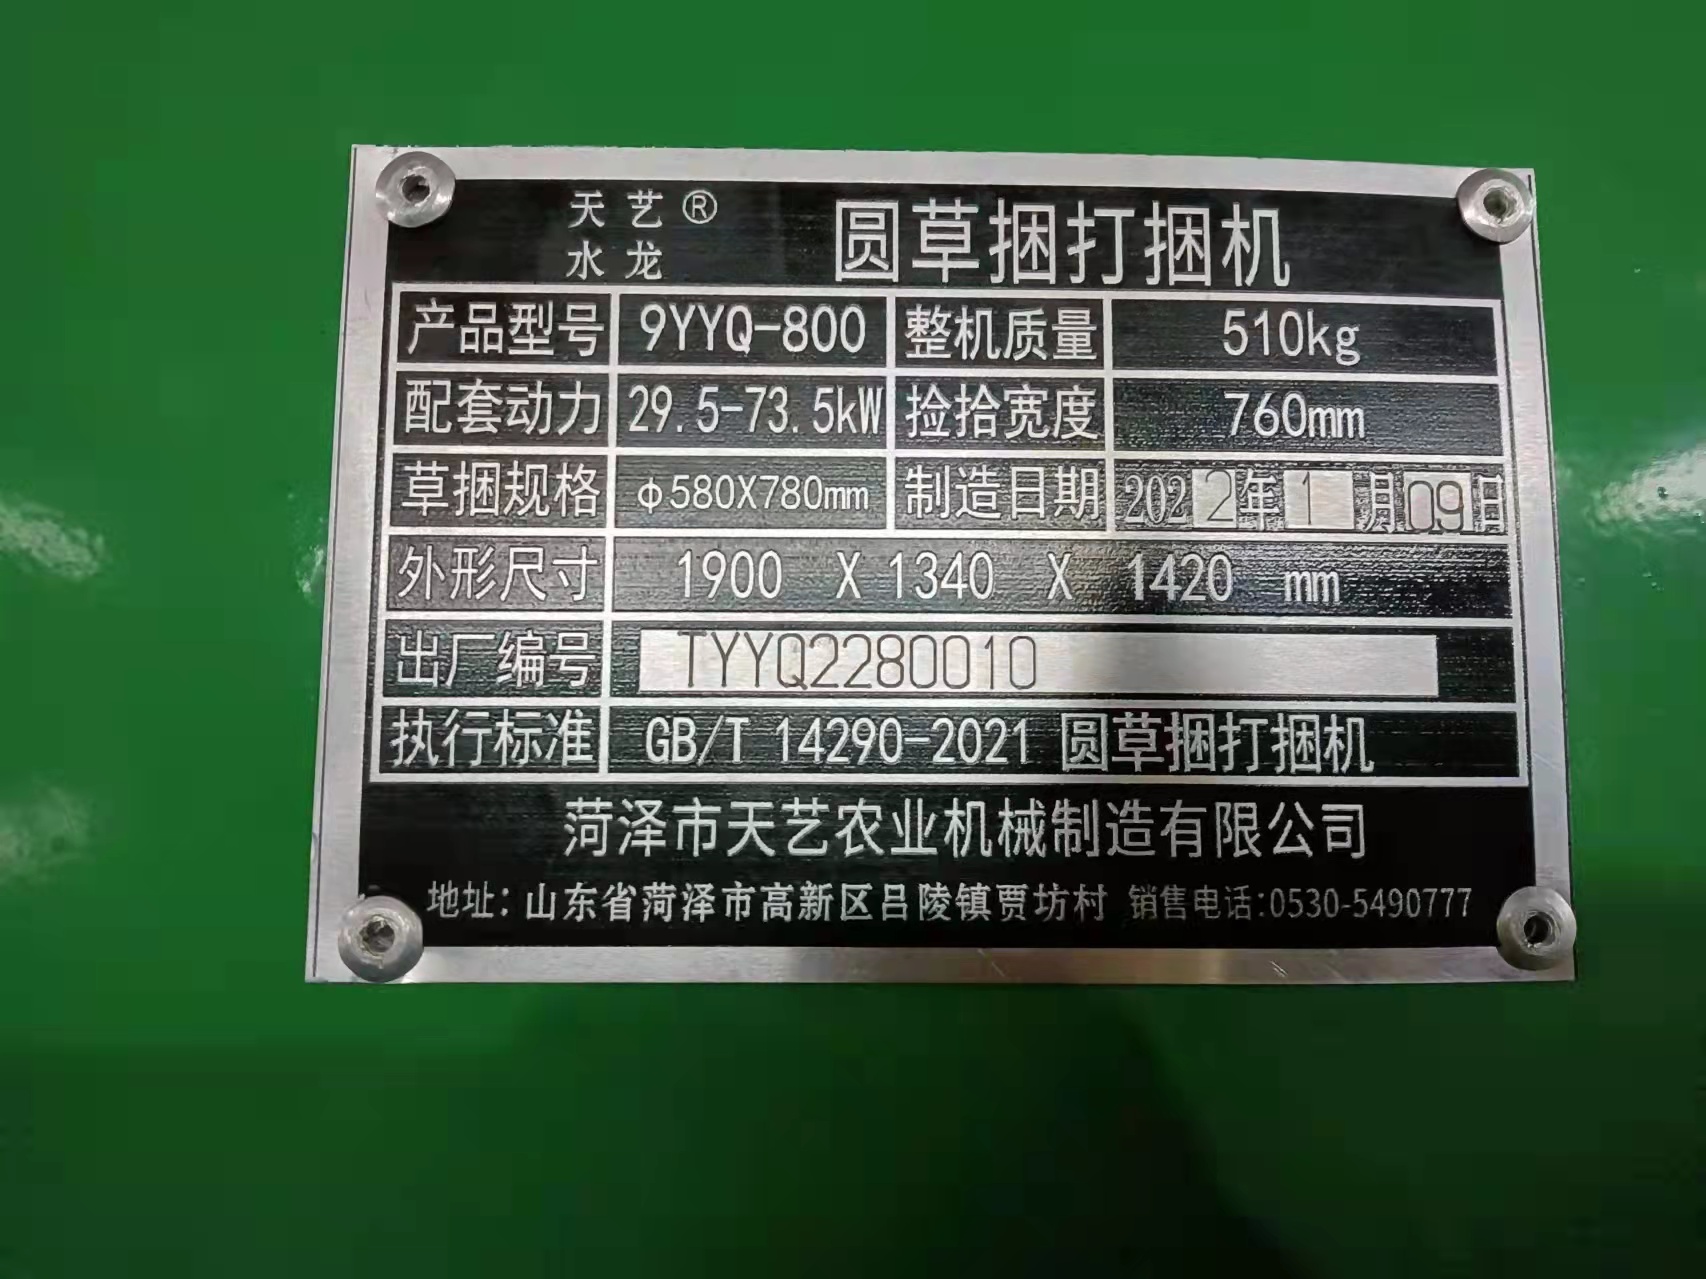 天艺®
水龙
圆草捆打捆机
产品型号 9YYQ-800 整机质量 510kg
配套动力 29.5-73.5kW 捡拾宽度 760mm
草捆规格 φ580X780mm 制造日期 2022年1月09日
外形尺寸 1900 X 1340 X 1420 mm
出厂编号 TYYQ2280010
执行标准 GB/T 14290-2021 圆草捆打捆机
菏泽市天艺农业机械制造有限公司
地址:山东省菏泽市高新区吕陵镇贾坊村 销售电话:0530-5490777